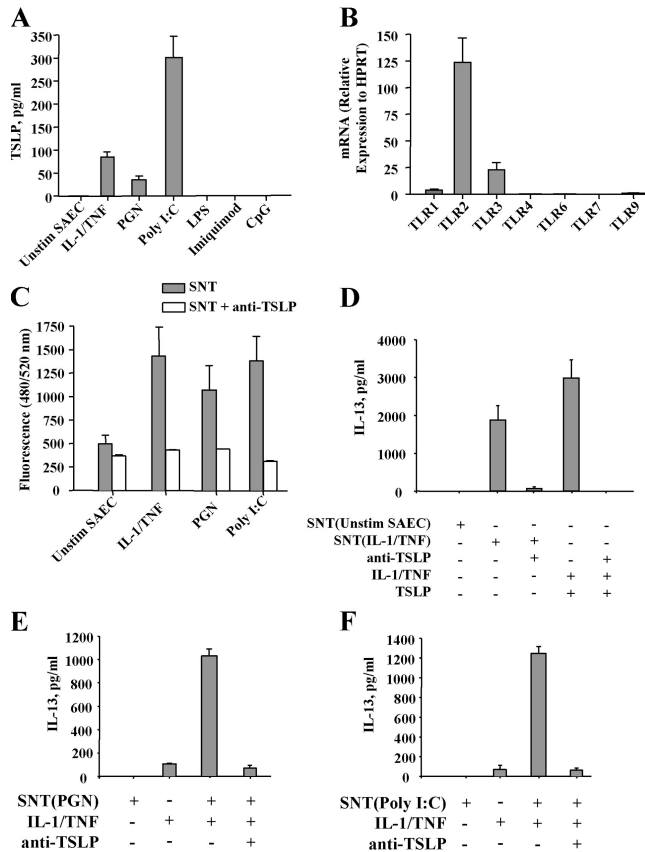 A
TSLP, pg/ml
350
300
250
200
150
100
50
0
Unstim SAEC
IL-1/TNF
PGN
Poly I:C
LPS
Imiquimod
CpG
B
mRNA (Relative
Expression to HPRT)
150
125
100
75
50
25
0
TLR1
TLR2
TLR3
TLR4
TLR6
TLR7
TLR9
C
SNT
SNT + anti-TSLP
Fluorescence (480/520 nm)
1750
1500
1250
1000
750
500
250
0
Unstim SAEC
IL-1/TNF
PGN
Poly I:C
D
IL-13, pg/ml
4000
3000
2000
1000
0
SNT(Unstim SAEC) + - - - -
SNT(IL-1/TNF) - + + - -
anti-TSLP - - + - +
IL-1/TNF - - - + +
TSLP - - - + +
E
IL-13, pg/ml
1200
1000
800
600
400
200
0
SNT(PGN) + - + +
IL-1/TNF - + + +
anti-TSLP - - - +
F
IL-13, pg/ml
1400
1200
1000
800
600
400
200
0
SNT(Poly I:C) + - + +
IL-1/TNF - + + +
anti-TSLP - - - +